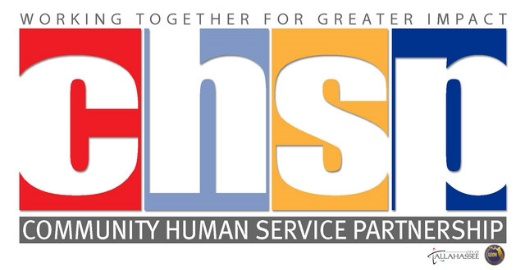 WORKING TOGETHER FOR GREATER IMPACT
chsp
COMMUNITY HUMAN SERVICE PARTNERSHIP
TALLAHASSEE